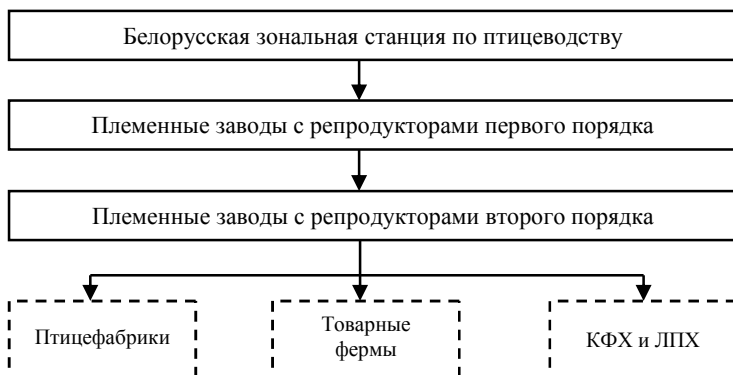 Белорусская зональная станция по птицеводству
Племенные заводы с репродукторами первого порядка
Племенные заводы с репродукторами второго порядка
Птицефабрики
Товарные
фермы
КФХ и ЛПХ